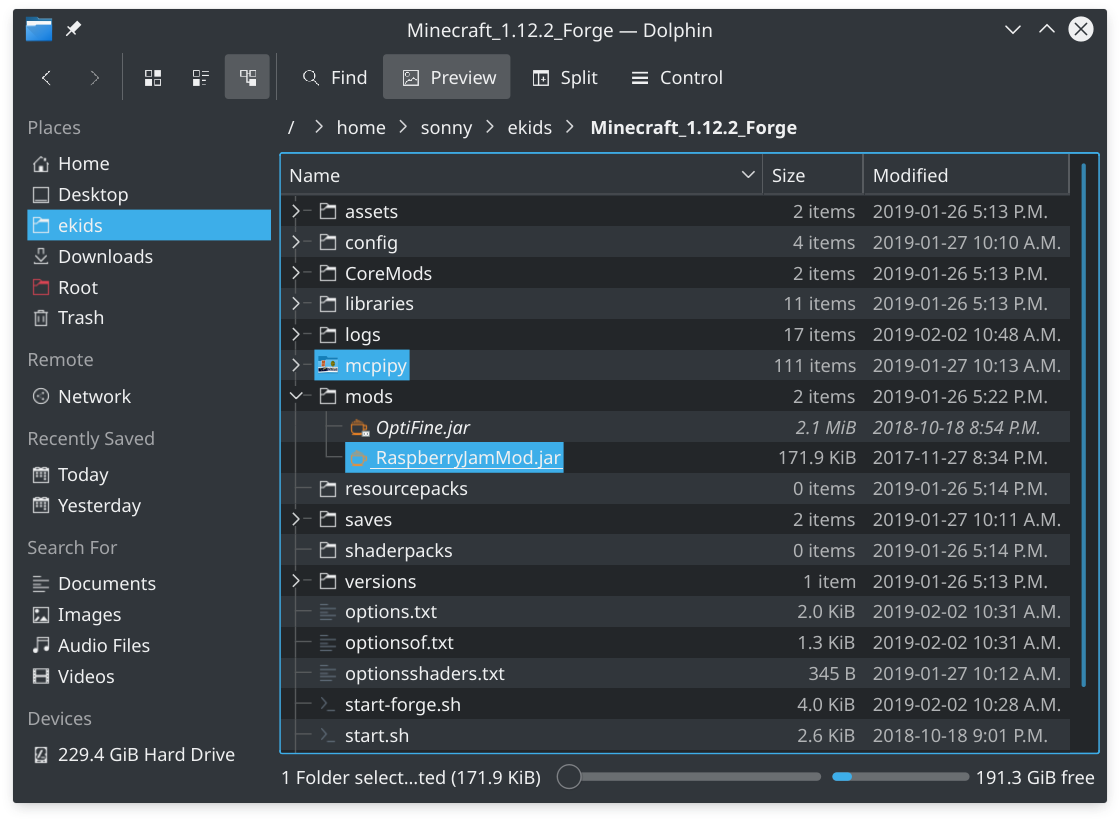 Minecraft_1.12.2_Forge — Dolphin
Find Preview Split Control
Places
Home
Desktop
ekids
Downloads
Root
Trash
Remote
Network
Recently Saved
Today
Yesterday
Search For
Documents
Images
Audio Files
Videos
Devices
229.4 GiB Hard Drive
/ > home > sonny > ekids > Minecraft_1.12.2_Forge
Name Size Modified
assets 2 items 2019-01-26 5:13 P.M.
config 4 items 2019-01-27 10:10 A.M.
CoreMods 2 items 2019-01-26 5:13 P.M.
libraries 11 items 2019-01-26 5:13 P.M.
logs 17 items 2019-02-02 10:48 A.M.
mcpipy 111 items 2019-01-27 10:13 A.M.
mods 2 items 2019-01-26 5:22 P.M.
OptiFine.jar 2.1 MiB 2018-10-18 8:54 P.M.
RaspberryJamMod.jar 171.9 KiB 2017-11-27 8:34 P.M.
resourcepacks 0 items 2019-01-26 5:14 P.M.
saves 2 items 2019-01-27 10:11 A.M.
shaderpacks 0 items 2019-01-26 5:14 P.M.
versions 1 item 2019-01-26 5:13 P.M.
options.txt 2.0 KiB 2019-02-02 10:31 A.M.
optionsof.txt 1.3 KiB 2019-02-02 10:31 A.M.
optionsshaders.txt 345 B 2019-01-27 10:12 A.M.
start-forge.sh 4.0 KiB 2019-02-02 10:28 A.M.
start.sh 2.6 KiB 2018-10-18 9:01 P.M.
1 Folder select...ted (171.9 KiB) 191.3 GiB free